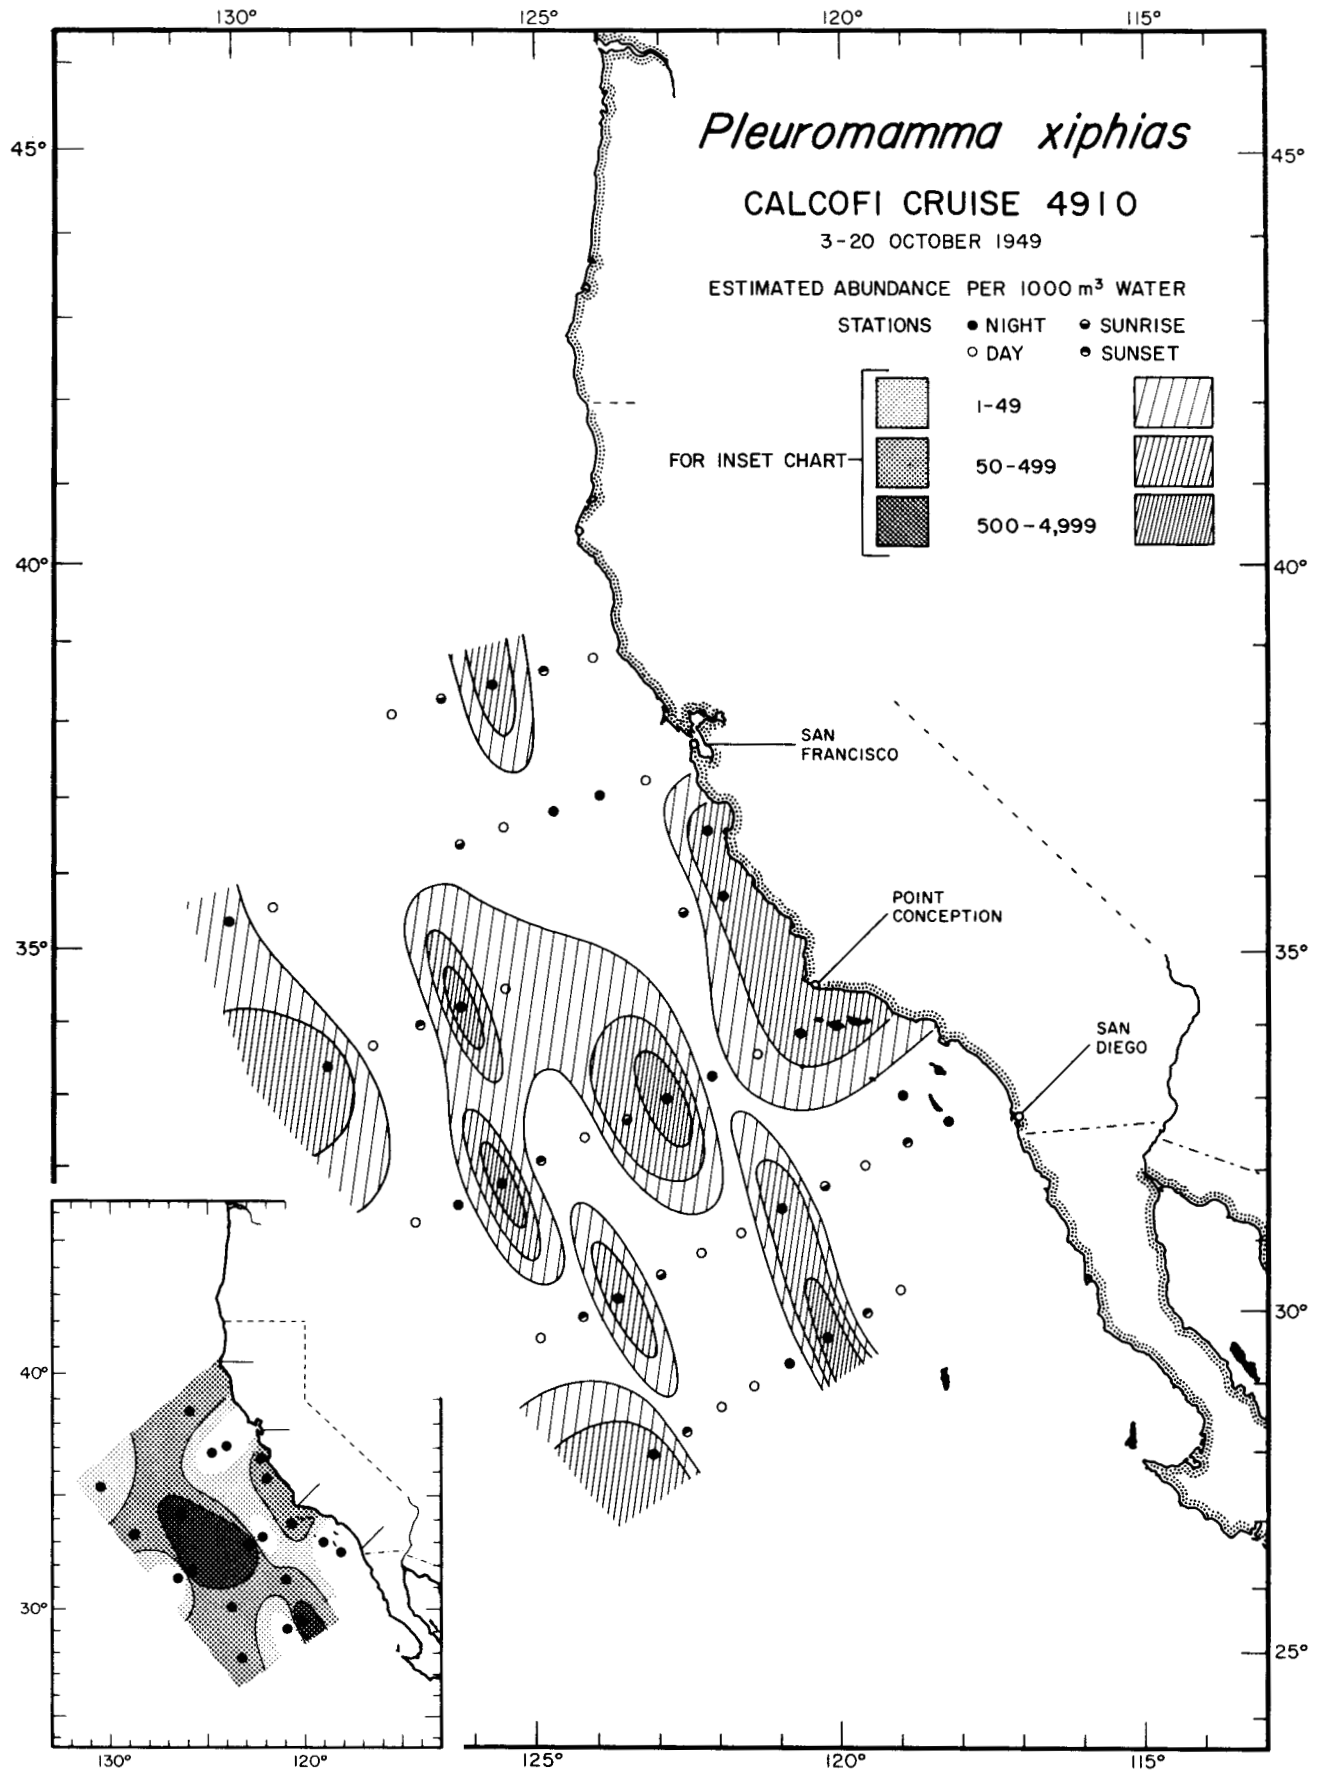 130° 125° 120° 115°
Pleuromamma xiphias
CALCOFI CRUISE 4910
3-20 OCTOBER 1949
ESTIMATED ABUNDANCE PER 1000 m³ WATER
STATIONS NIGHT SUNRISE
DAY SUNSET
1-49
FOR INSET CHART 50-499
500-4,999
45° 45°
40° 40°
SAN
FRANCISCO
POINT
CONCEPTION
35° 35°
SAN
DIEGO
30°
40°
30°
25°
130° 120° 125° 120° 115°